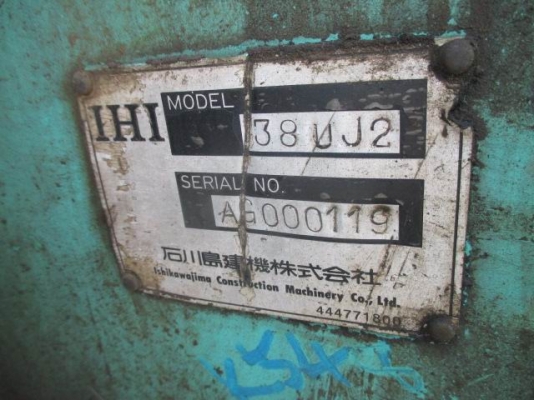 IHI
MODEL
38UJ2
SERIAL NO.
AG000119
石川島建機株式会社
Ishikawajima Construction Machinery Co., Ltd.
444771800